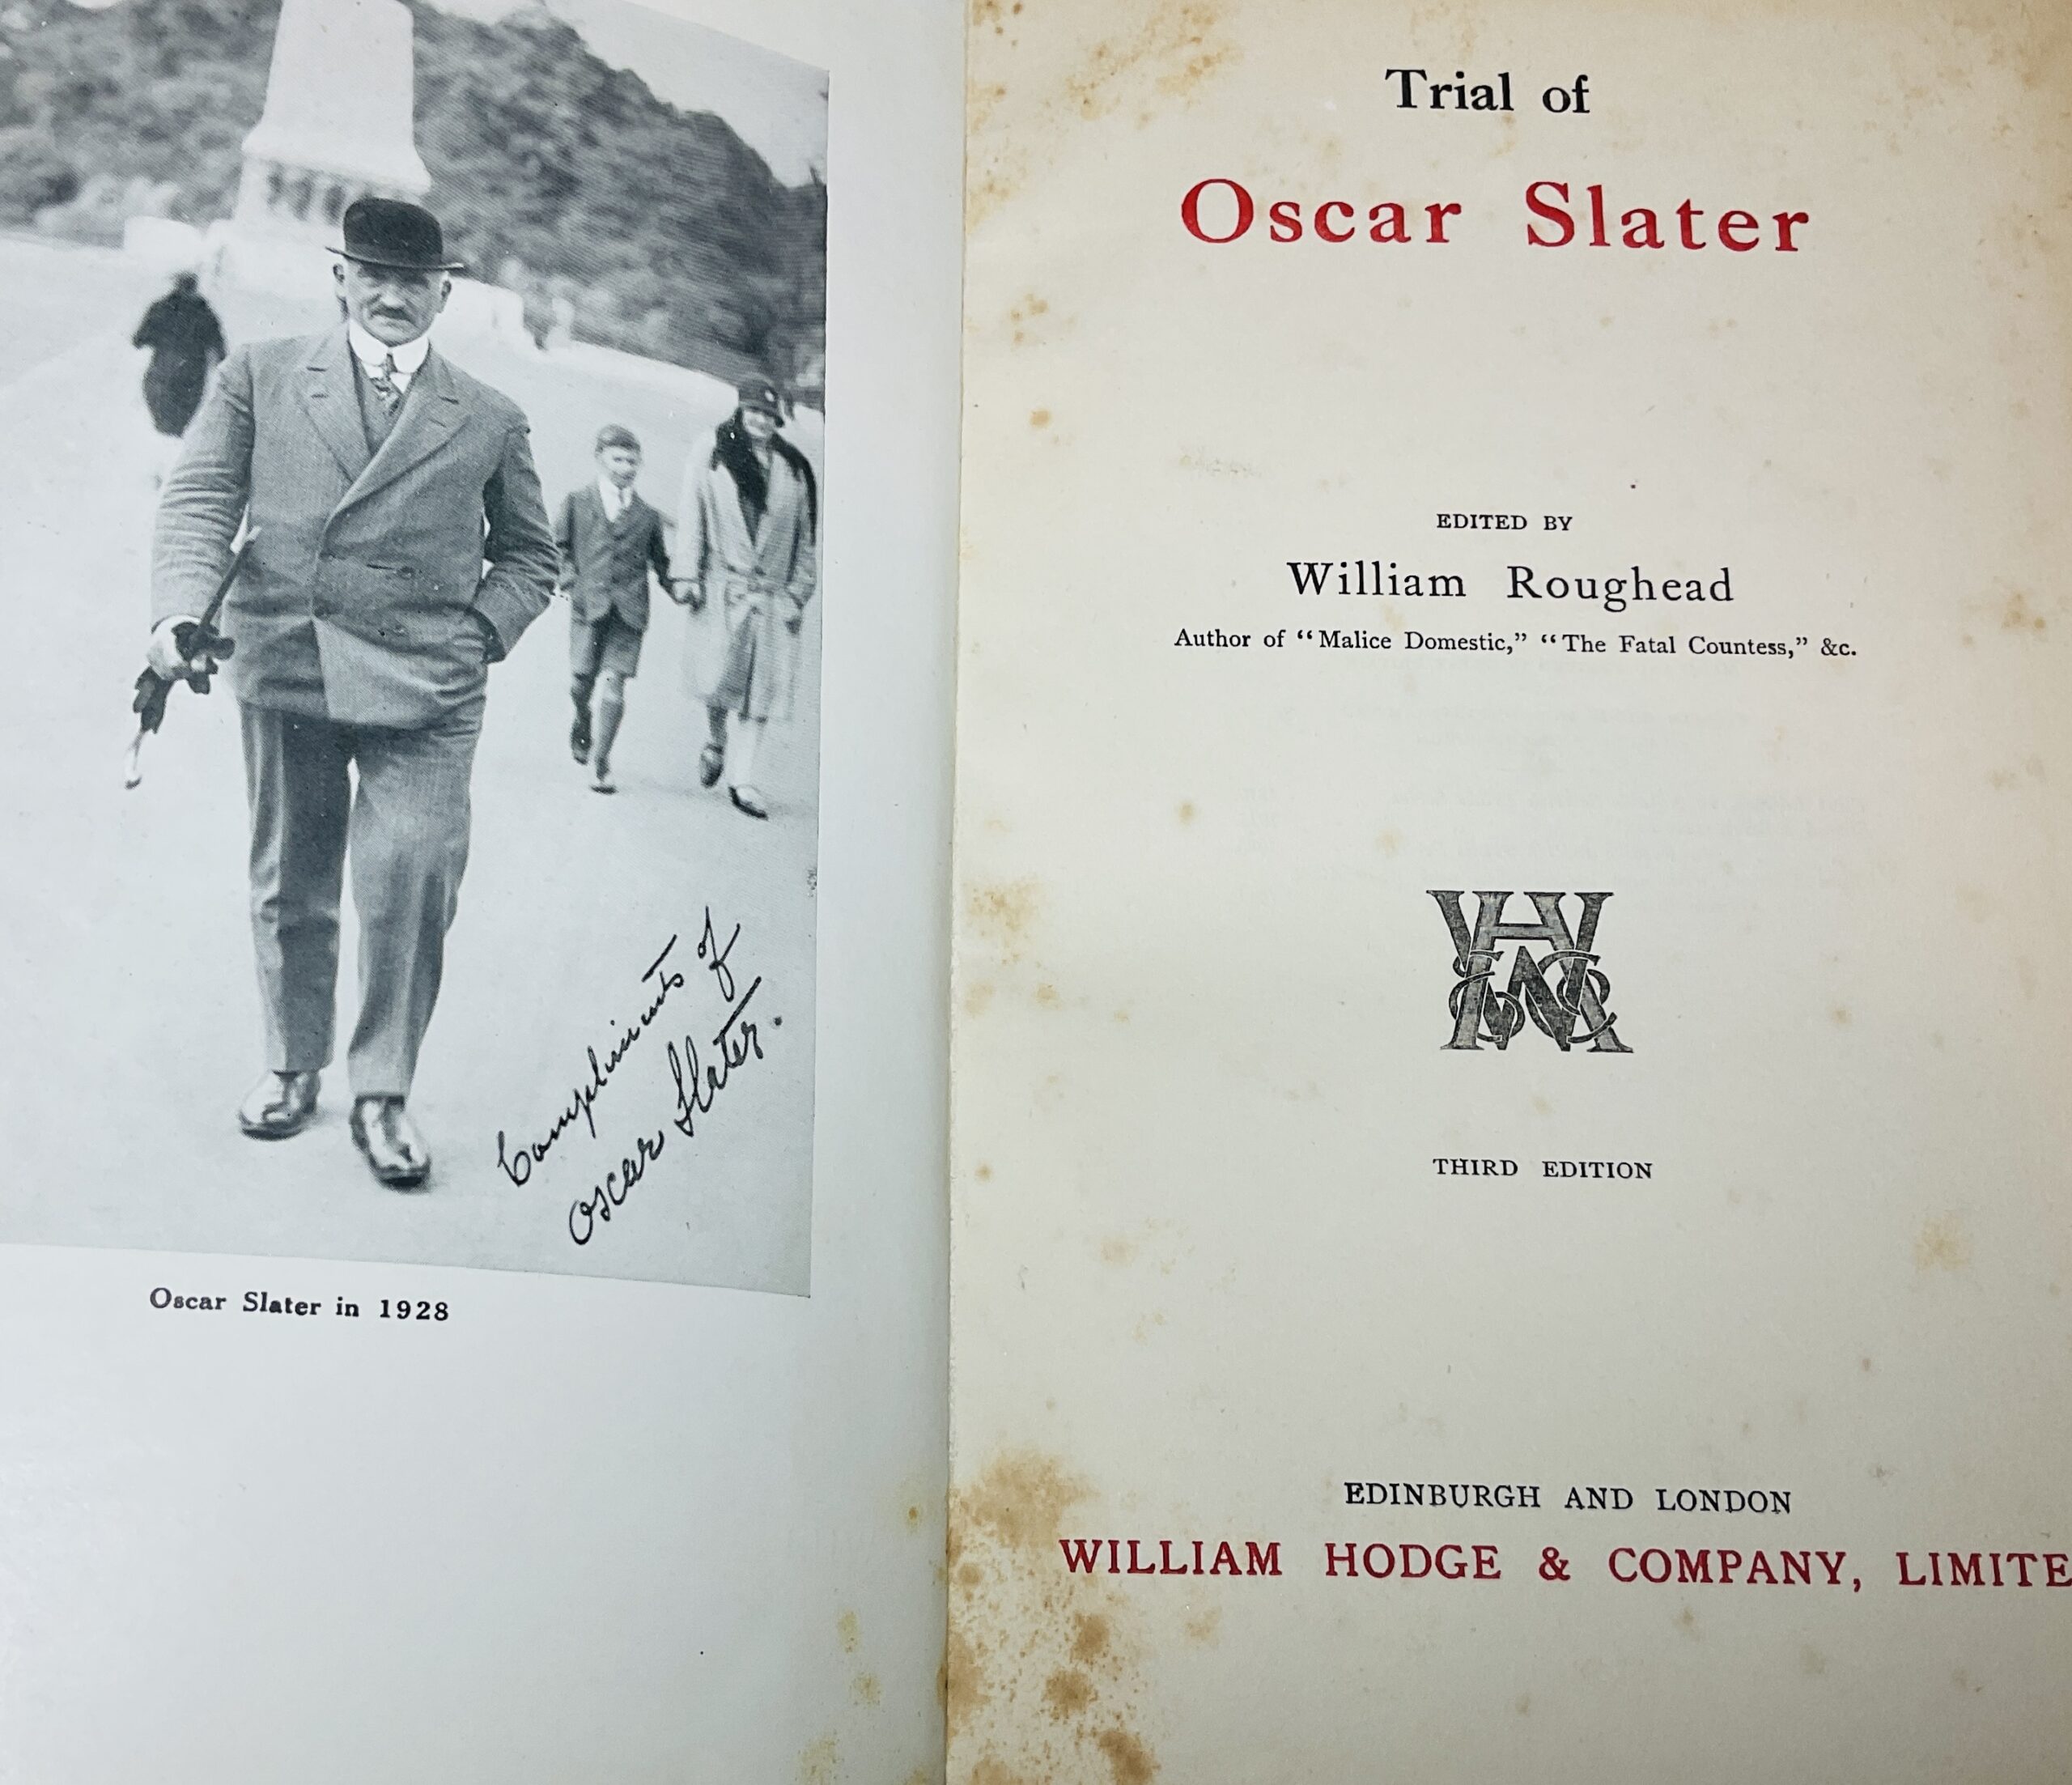 Compliments of
Oscar Slater.
Oscar Slater in 1928
Trial of
Oscar Slater
EDITED BY
William Roughead
Author of “Malice Domestic,” “The Fatal Countess,” &c.
THIRD EDITION
EDINBURGH AND LONDON
WILLIAM HODGE & COMPANY, LIMITE